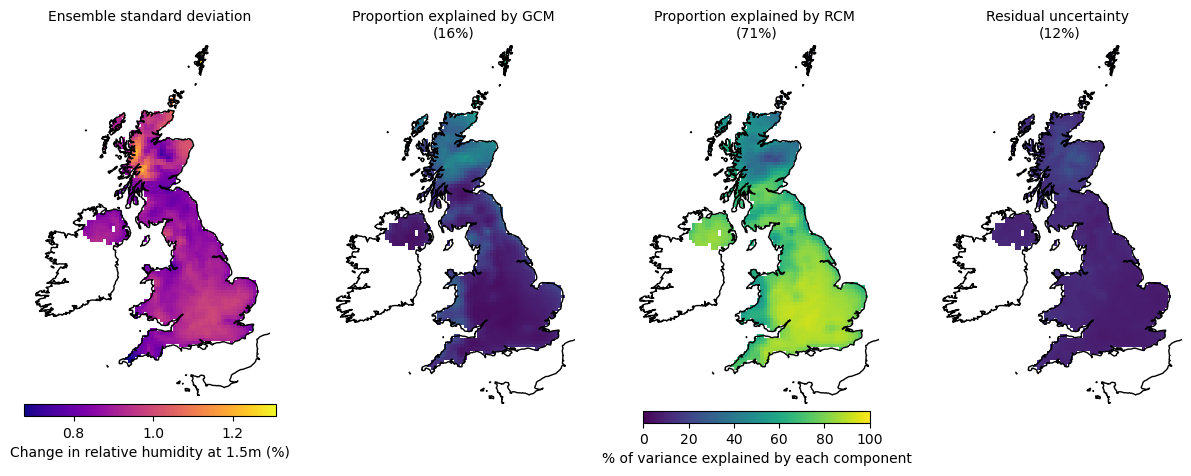 Ensemble standard deviation
Proportion explained by GCM
(16%)
Proportion explained by RCM
(71%)
Residual uncertainty
(12%)
0.8 1.0 1.2
Change in relative humidity at 1.5m (%)
0 20 40 60 80 100
% of variance explained by each component